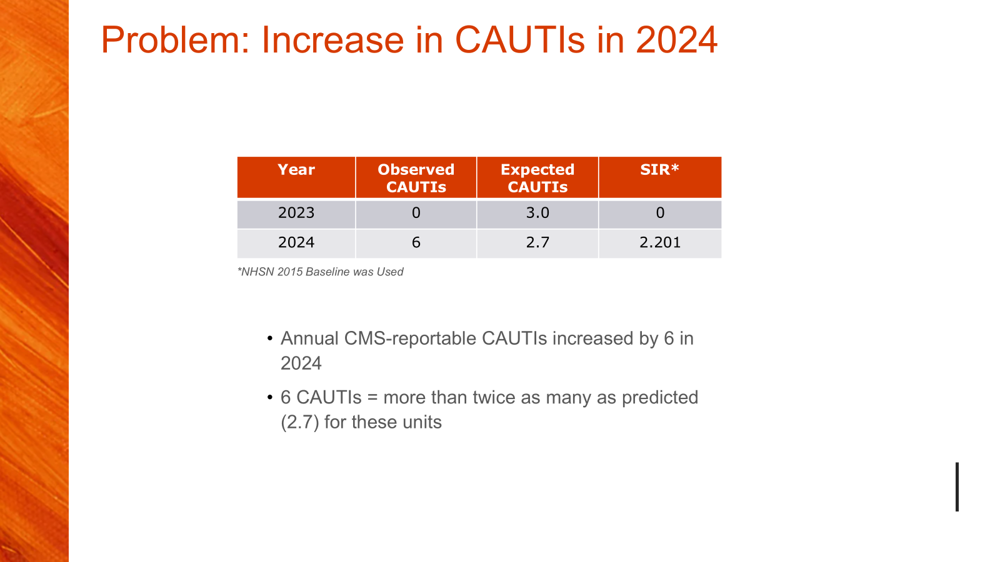 Problem: Increase in CAUTIs in 2024
Year Observed CAUTIs Expected CAUTIs SIR*
2023 0 3.0 0
2024 6 2.7 2.201
*NHSN 2015 Baseline was Used
• Annual CMS-reportable CAUTIs increased by 6 in
2024
• 6 CAUTIs = more than twice as many as predicted
(2.7) for these units